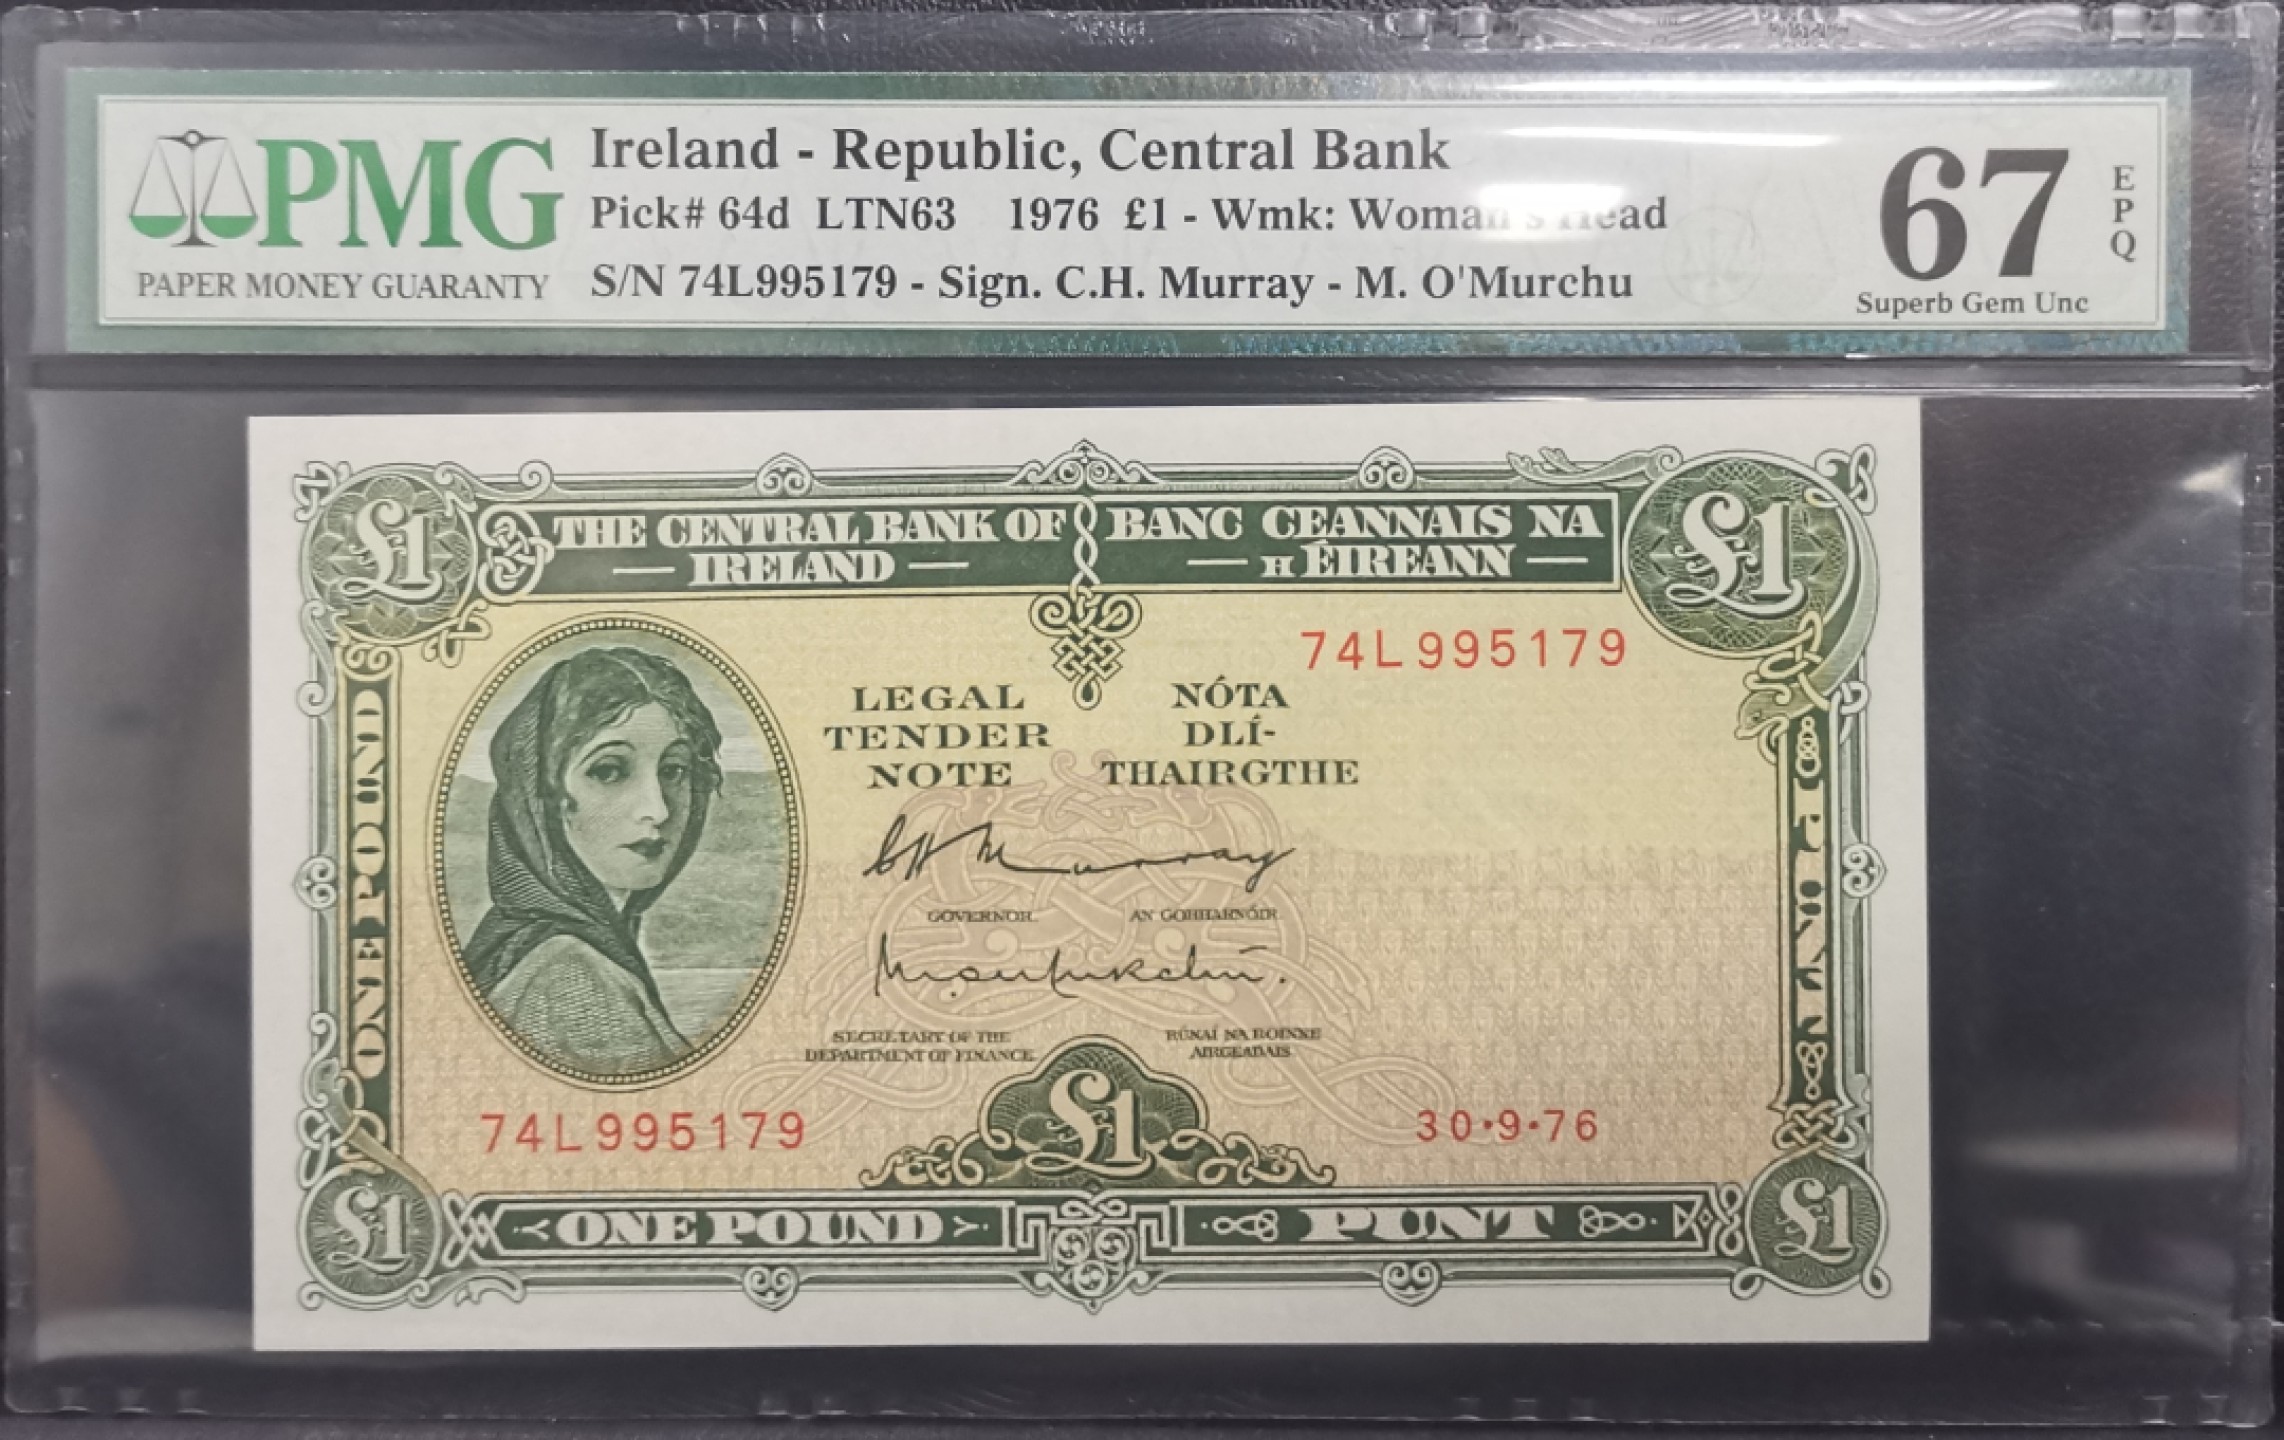 PMG
PAPER MONEY GUARANTY
Ireland - Republic, Central Bank
Pick# 64d LTN63 1976 £1 - Wmk: Woman's Head
S/N 74L995179 - Sign. C.H. Murray - M. O'Murchu
67
EPQ
Superb Gem Unc
£1
THE CENTRAL BANK OF
— IRELAND —
BANC CEANNAIS NA
— H ÉIREANN —
£1
ONE POUND
74L995179
LEGAL
TENDER
NOTE
NÓTA
DLÍ-
THAIRGTHE
C H Murray
GOVERNOR
AN GOBHARNÓIR
SECRETARY OF THE
DEPARTMENT OF FINANCE
RÚNAÍ NA ROINNE
AIRGEADAIS
74L995179
£1
30·9·76
£1
ONE POUND
PUNT
£1